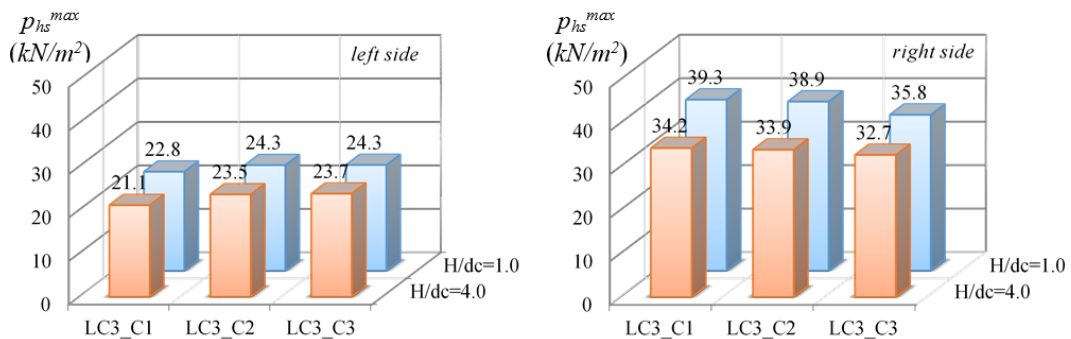 p_hs^max
(kN/m²)
left side
50
40
30
20
10
0
22.8
24.3
24.3
21.1
23.5
23.7
H/dc=1.0
H/dc=4.0
LC3_C1
LC3_C2
LC3_C3
p_hs^max
(kN/m²)
right side
50
40
30
20
10
0
39.3
38.9
35.8
34.2
33.9
32.7
H/dc=1.0
H/dc=4.0
LC3_C1
LC3_C2
LC3_C3